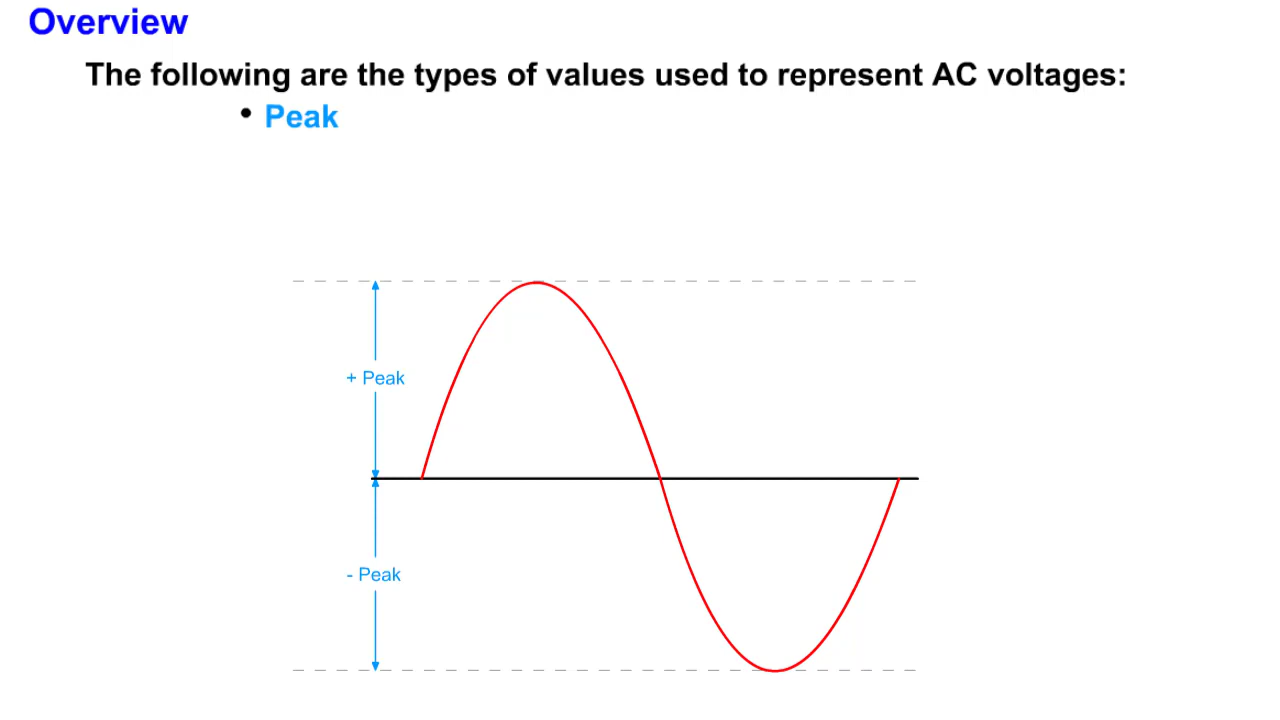 Overview
The following are the types of values used to represent AC voltages:
• Peak
+ Peak
- Peak